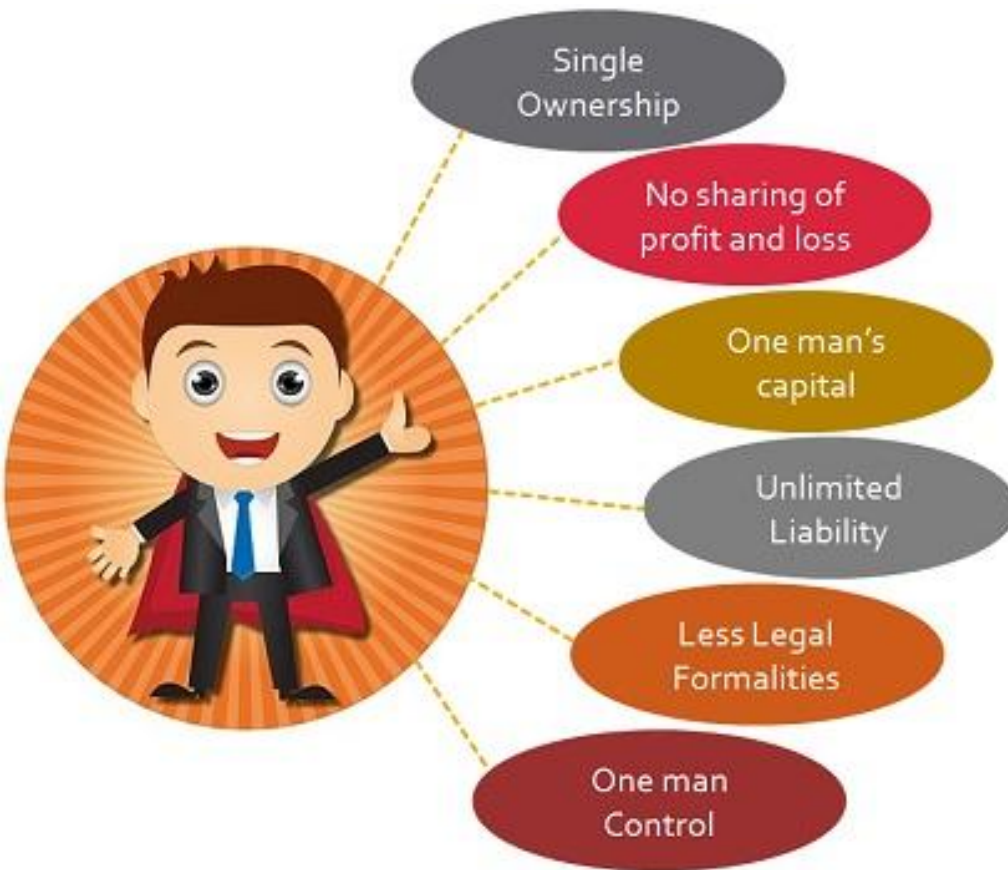 Single
Ownership
No sharing of
profit and loss
One man's
capital
Unlimited
Liability
Less Legal
Formalities
One man
Control